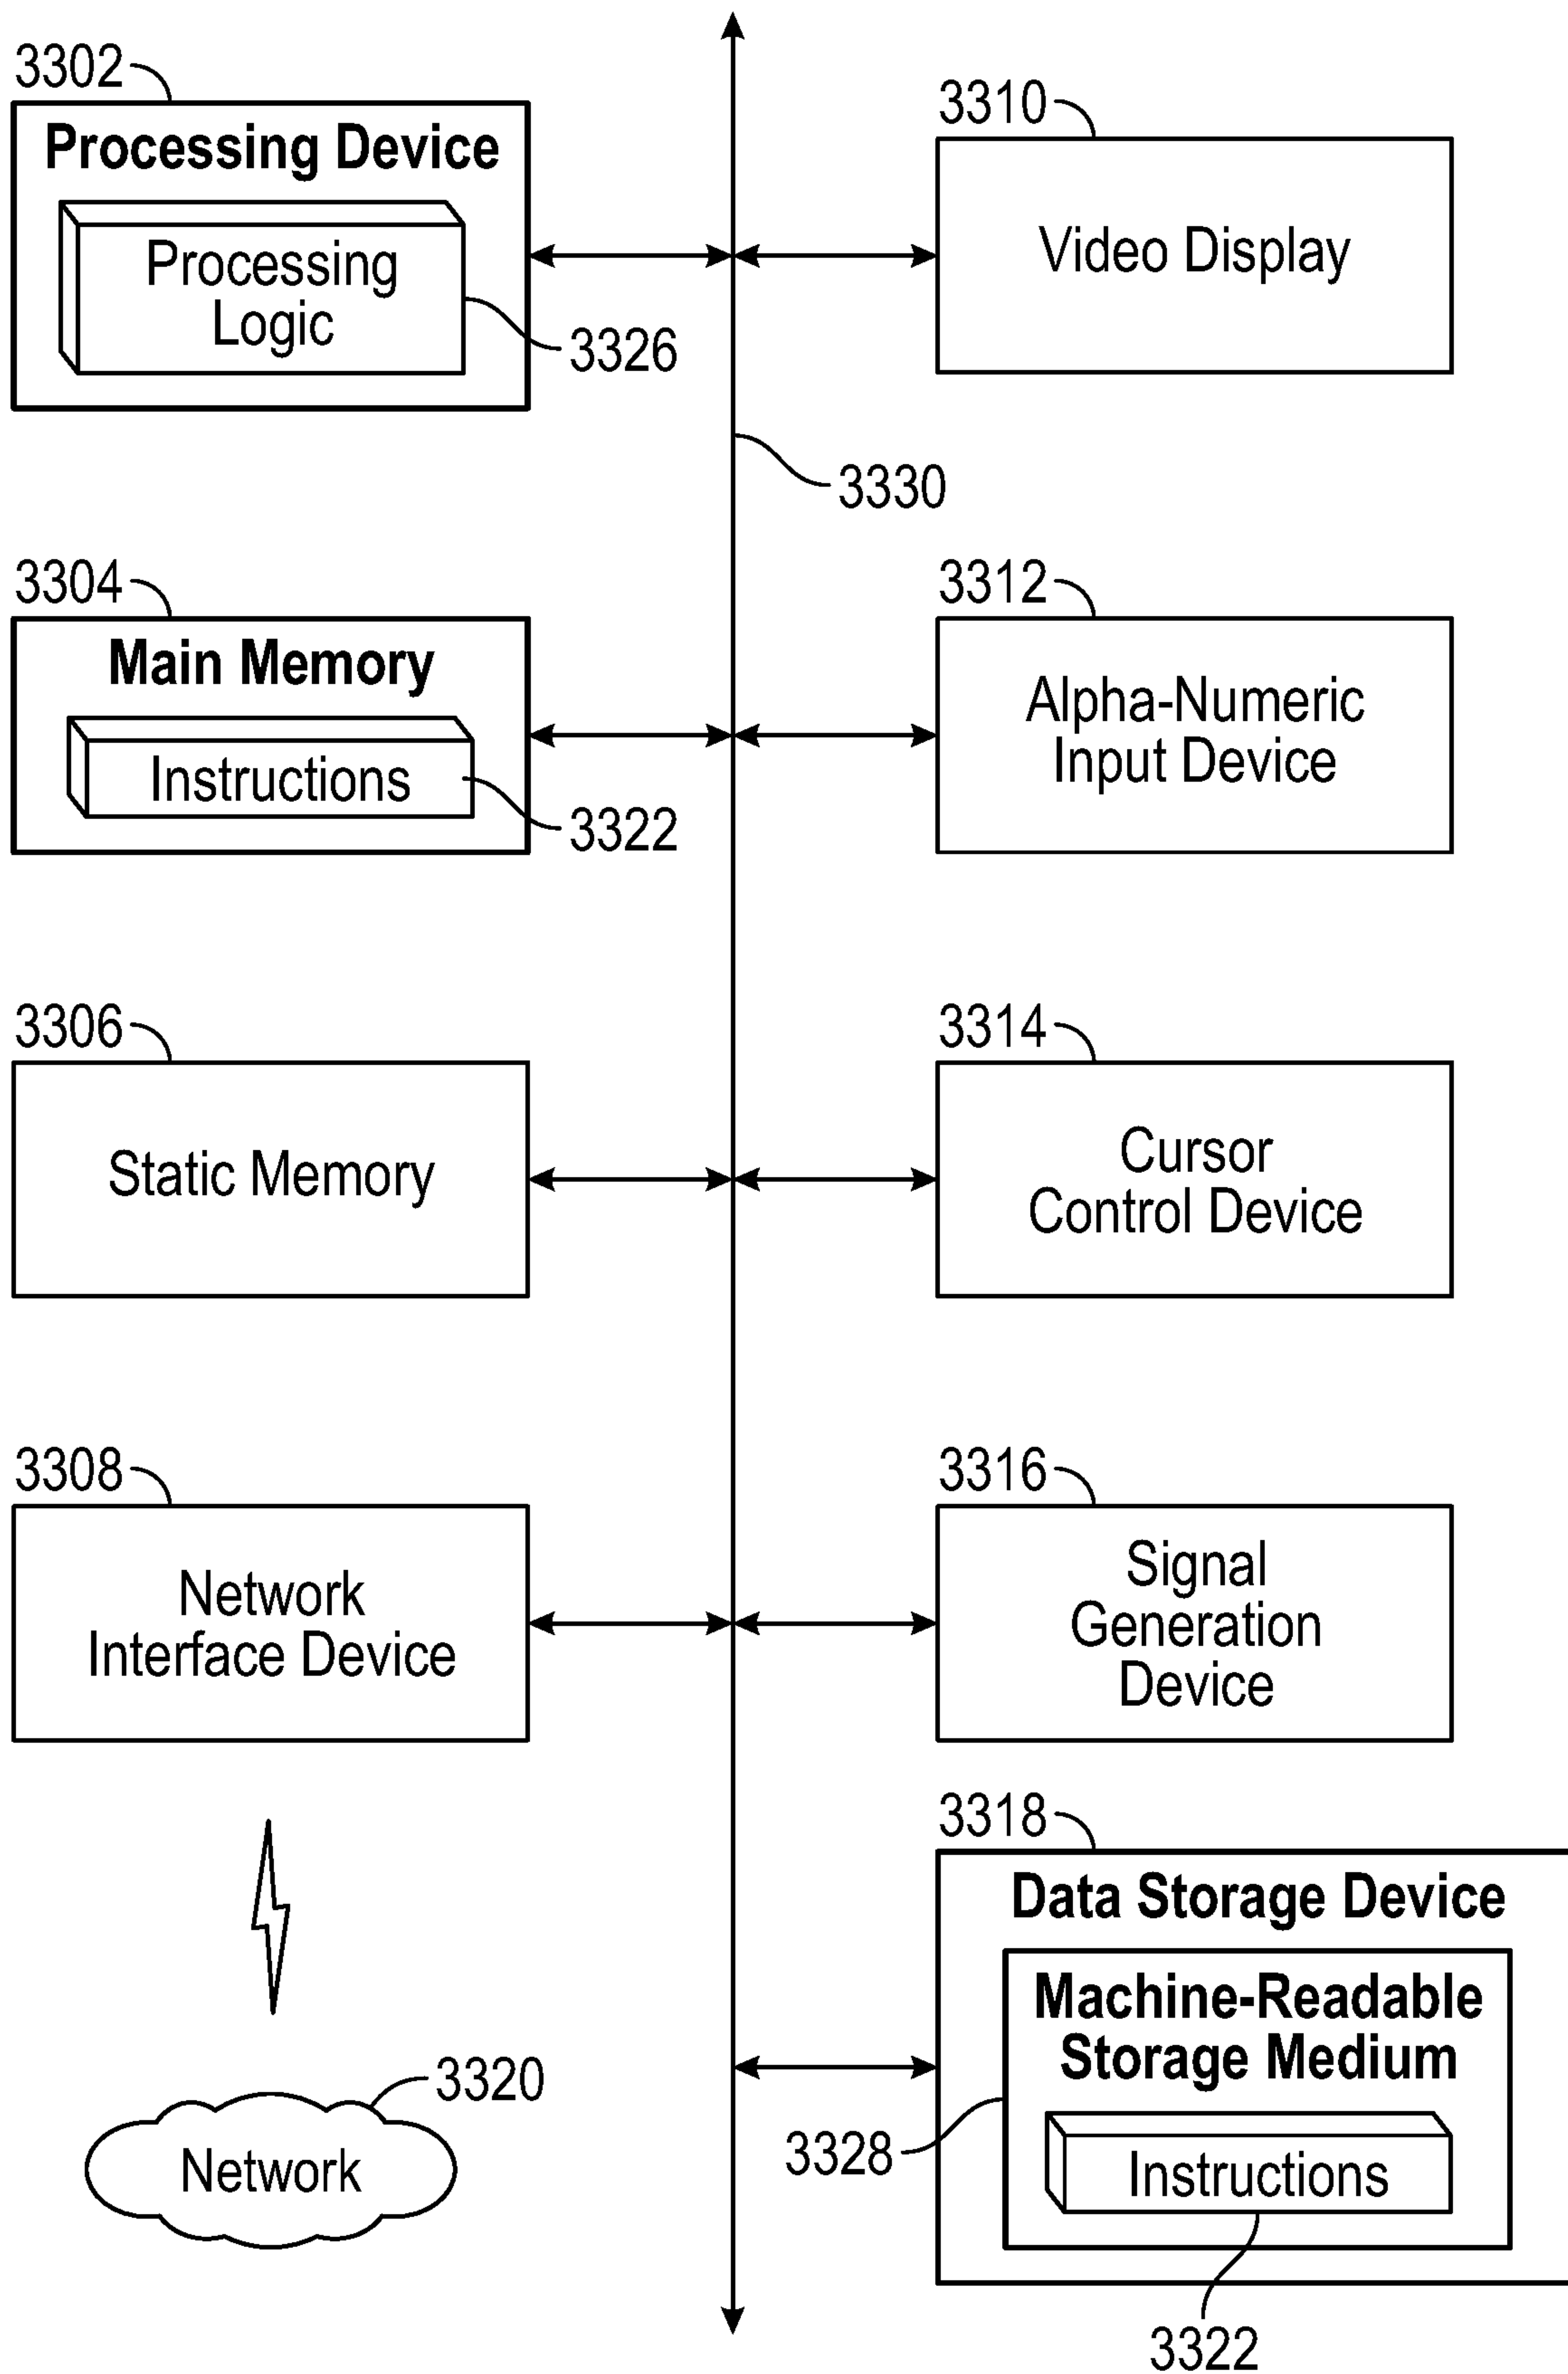 3302
Processing Device
Processing
Logic
3326
3310
Video Display
3330
3304
Main Memory
Instructions
3322
3312
Alpha-Numeric
Input Device
3306
Static Memory
3314
Cursor
Control Device
3308
Network
Interface Device
3316
Signal
Generation
Device
3320
Network
3318
Data Storage Device
Machine-Readable
Storage Medium
3328
Instructions
3322